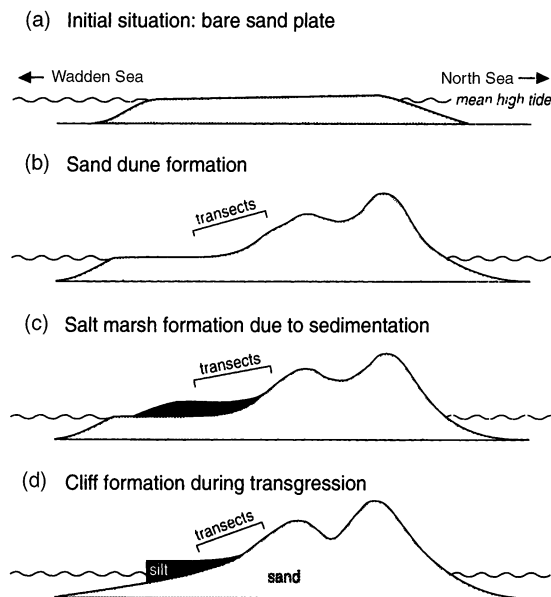 (a) Initial situation: bare sand plate
← Wadden Sea
North Sea →
mean high tide
(b) Sand dune formation
transects
(c) Salt marsh formation due to sedimentation
transects
(d) Cliff formation during transgression
transects
silt
sand